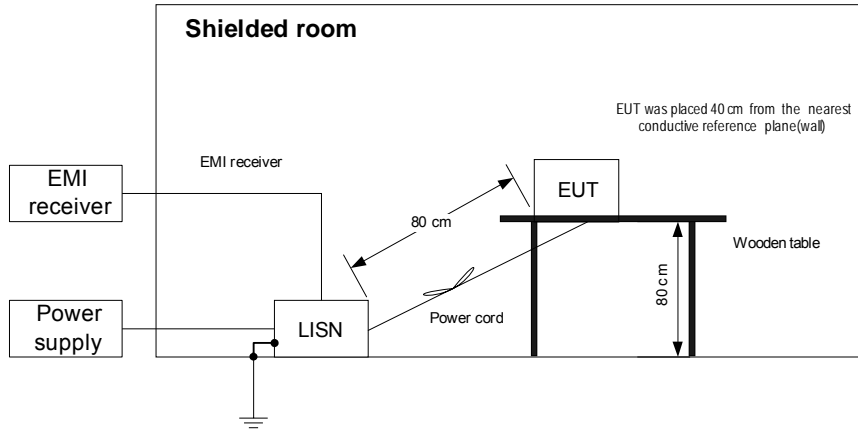 Shielded room
EUT was placed 40 cm from the nearest
conductive reference plane(wall)
EMI receiver
EMI
receiver
80 cm
EUT
Wooden table
80 cm
Power
supply
LISN
Power cord